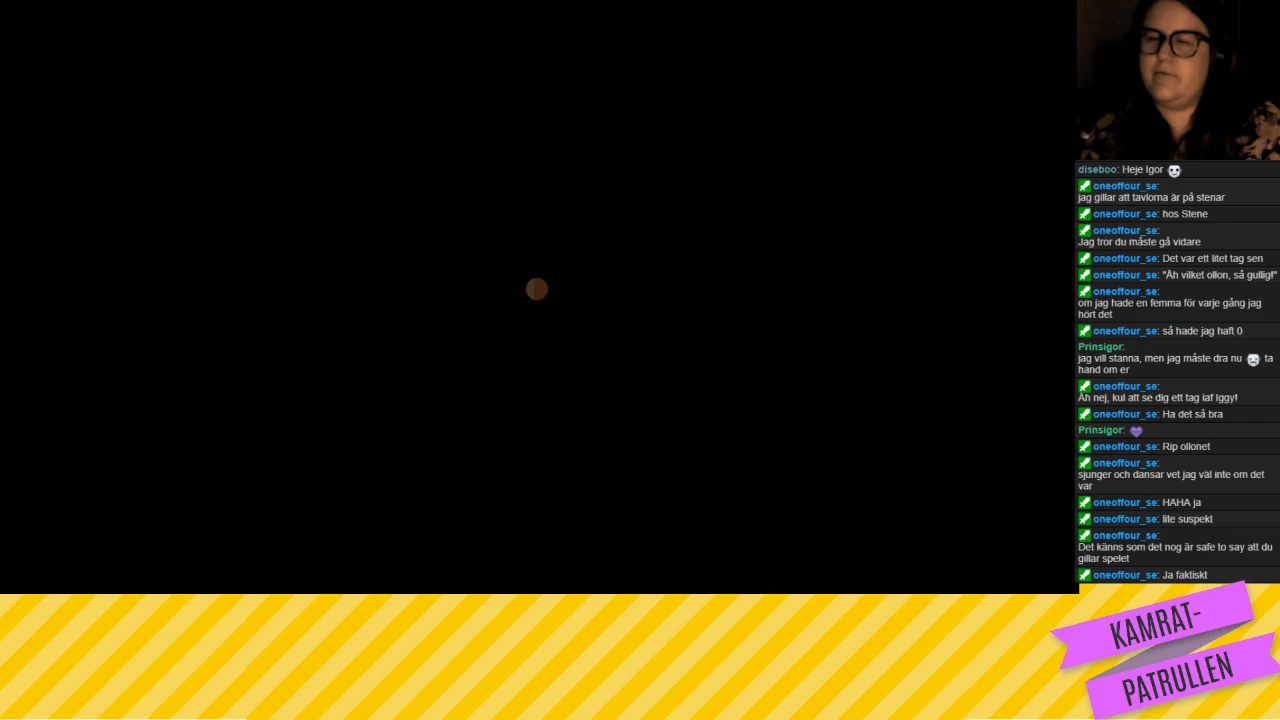 diseboo: Heje Igor
oneoffour_se:
jag gillar att tavlorna är på stenar
oneoffour_se: hos Stene
oneoffour_se:
Jag tror du måste gå vidare
oneoffour_se: Det var ett litet tag sen
oneoffour_se: "Åh vilket ollon, så gullig!"
oneoffour_se:
om jag hade en femma för varje gång jag
hört det
oneoffour_se: så hade jag haft 0
Prinsigor:
jag vill stanna, men jag måste dra nu ta
hand om er
oneoffour_se:
Åh nej, kul att se dig ett tag iaf Iggy!
oneoffour_se: Ha det så bra
Prinsigor:
oneoffour_se: Rip ollonet
oneoffour_se:
sjunger och dansar vet jag väl inte om det
var
oneoffour_se: HAHA ja
oneoffour_se: lite suspekt
oneoffour_se:
Det känns som det nog är safe to say att du
gillar spelet
oneoffour_se: Ja faktiskt
KAMRAT-
PATRULLEN